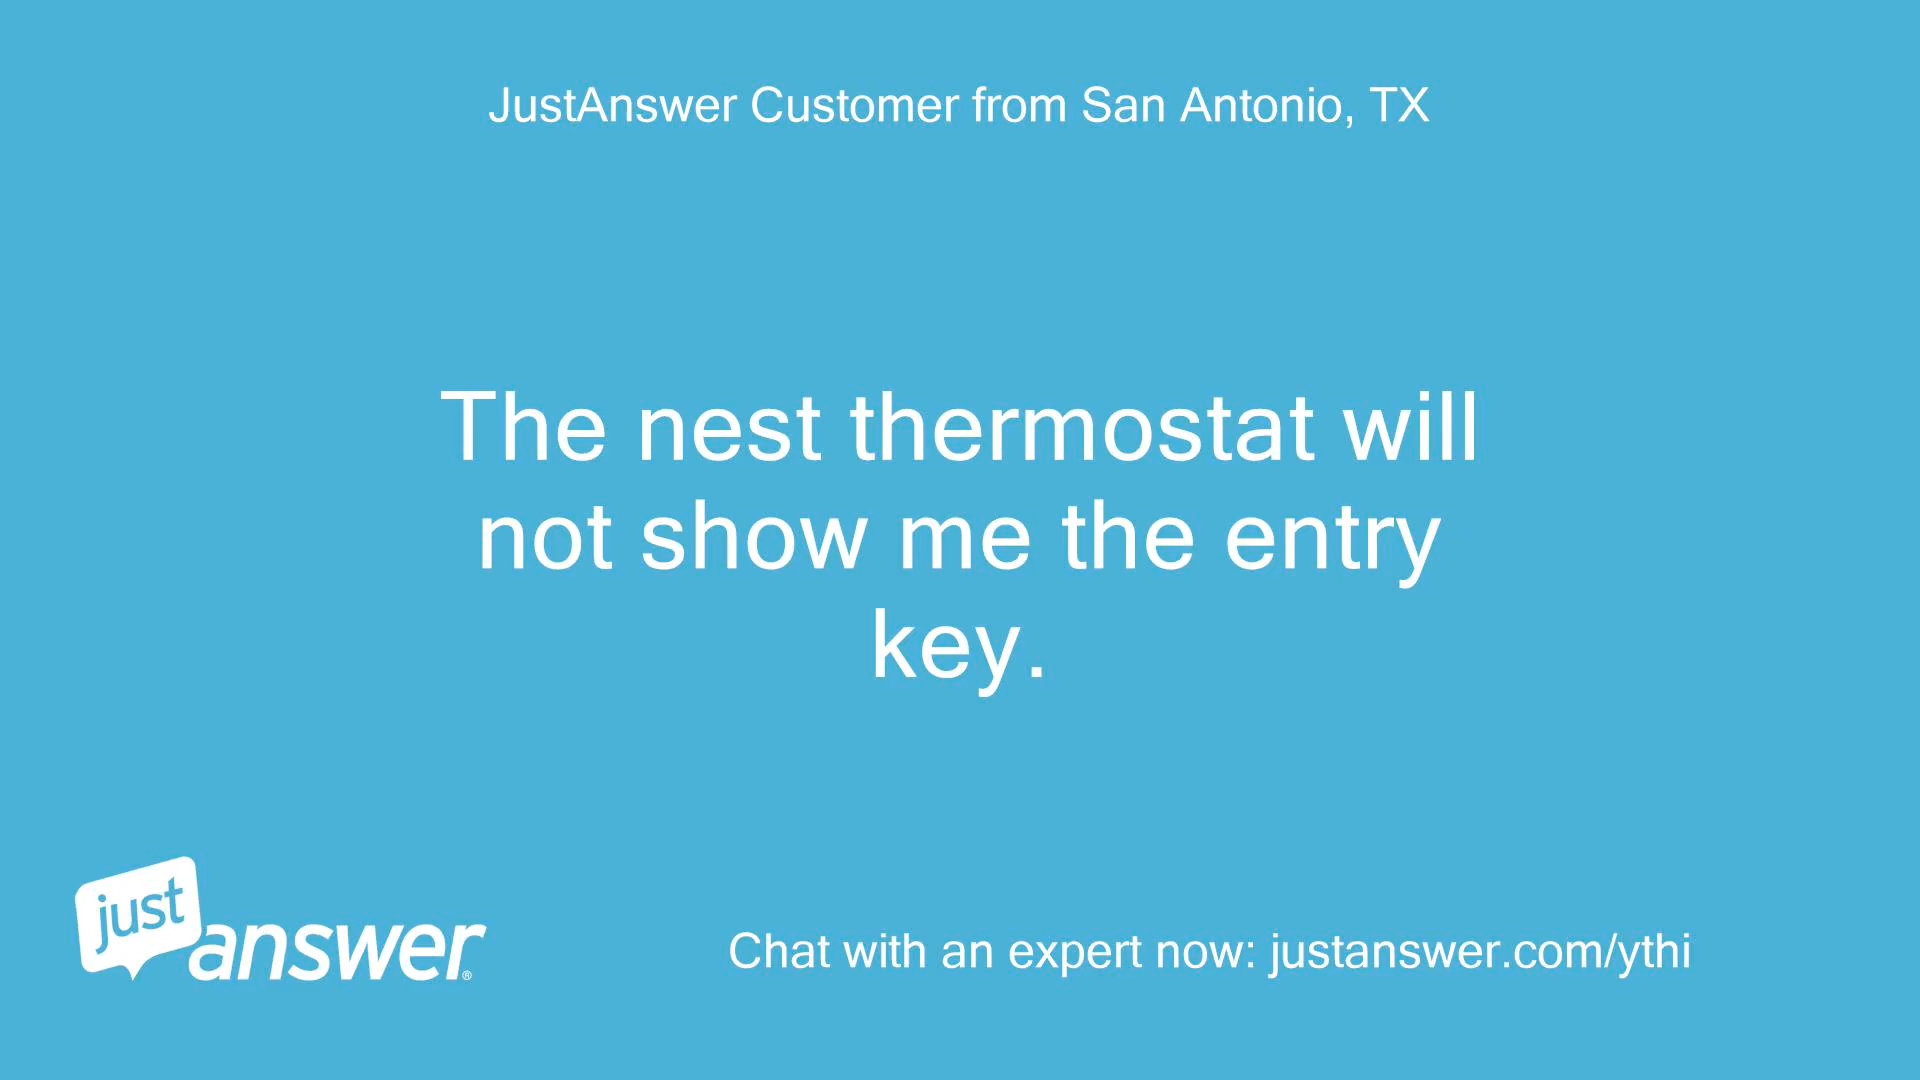 JustAnswer Customer from San Antonio, TX
The nest thermostat will
not show me the entry
key.
just
answer®
Chat with an expert now: justanswer.com/ythi